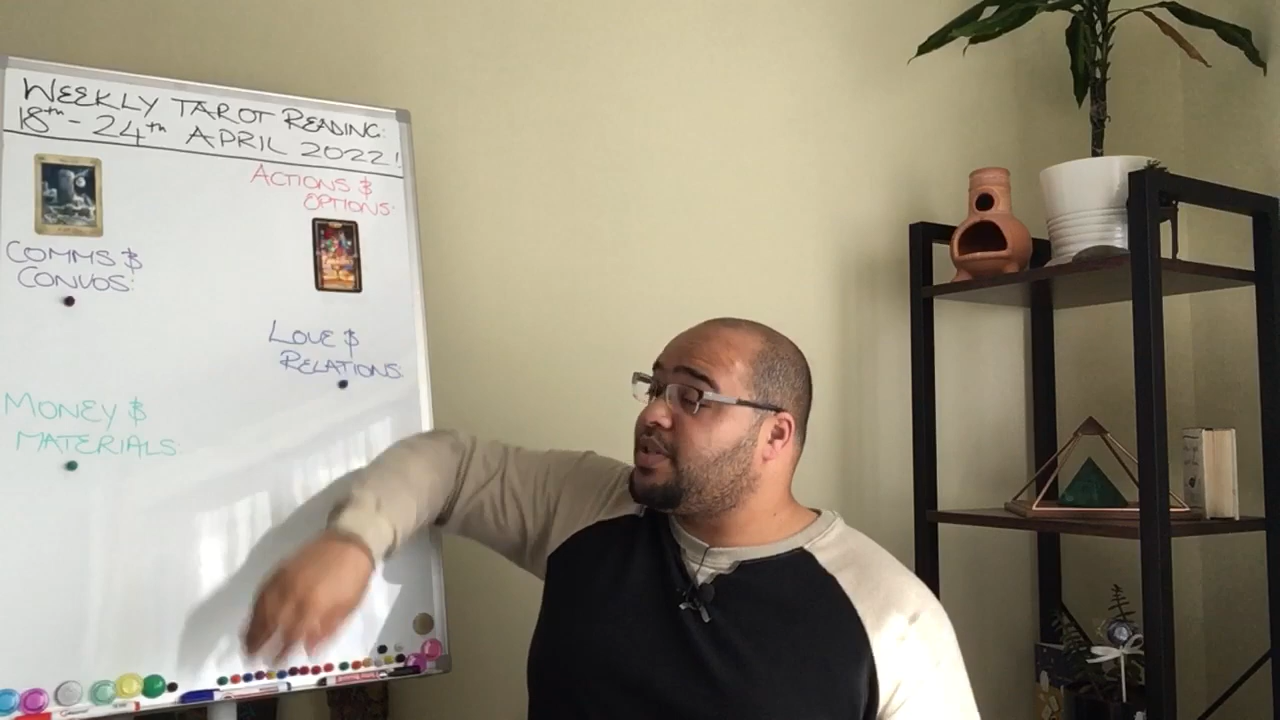 WEEKLY TAROT READING:
18th - 24th APRIL 2022!
ACTIONS &
OPTIONS:
COMMS &
CONVOS:
LOVE &
RELATIONS:
MONEY &
MATERIALS: